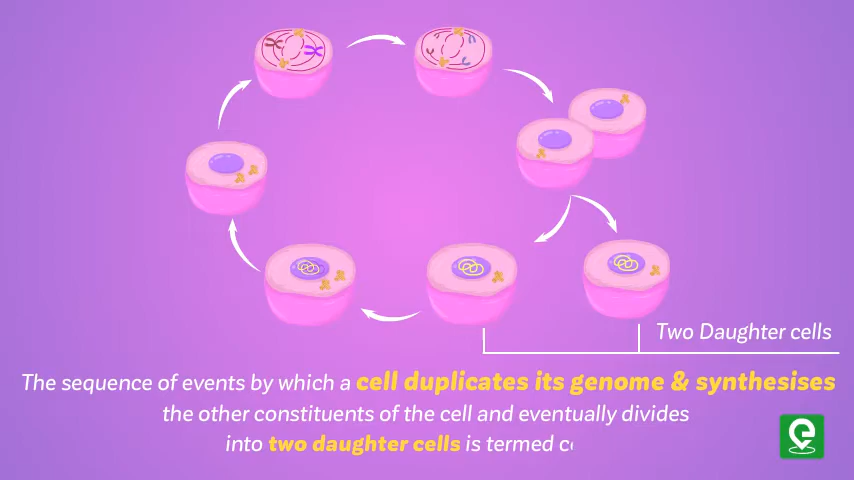 Two Daughter cells
The sequence of events by which a cell duplicates its genome & synthesises
the other constituents of the cell and eventually divides
into two daughter cells is termed